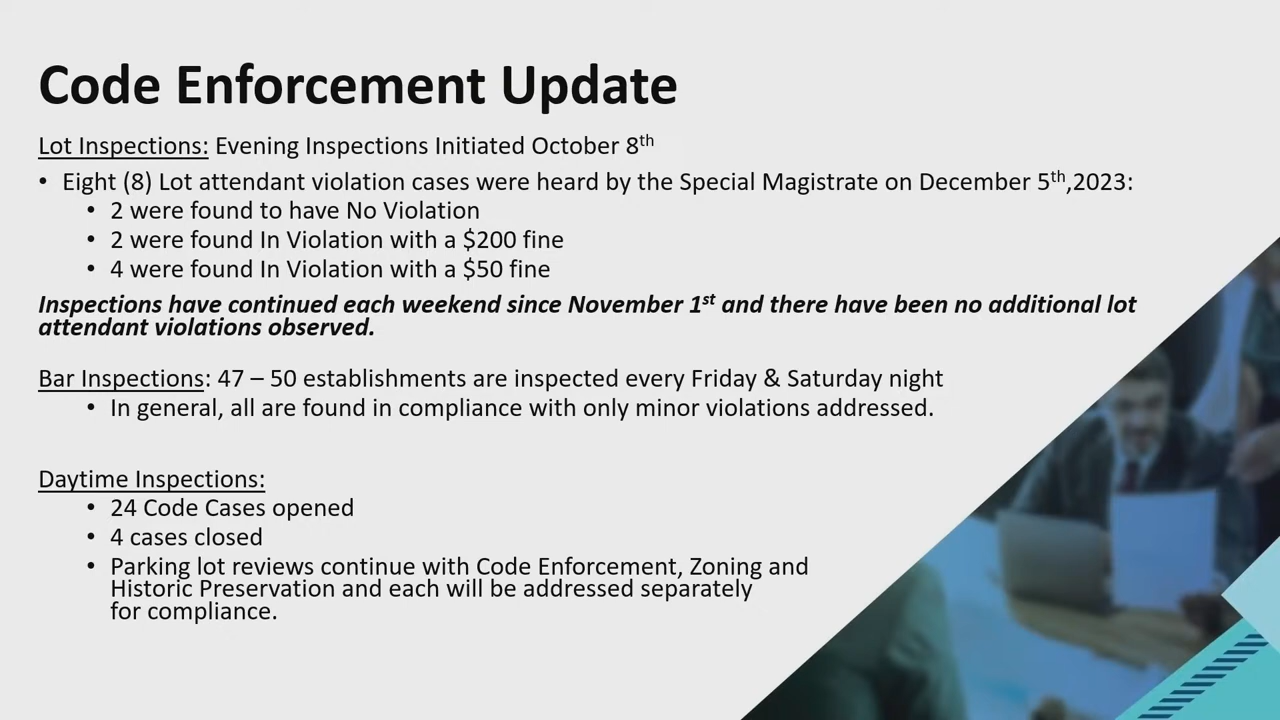 Code Enforcement Update
Lot Inspections: Evening Inspections Initiated October 8th
• Eight (8) Lot attendant violation cases were heard by the Special Magistrate on December 5th,2023:
• 2 were found to have No Violation
• 2 were found In Violation with a $200 fine
• 4 were found In Violation with a $50 fine
Inspections have continued each weekend since November 1st and there have been no additional lot
attendant violations observed.
Bar Inspections: 47 – 50 establishments are inspected every Friday & Saturday night
• In general, all are found in compliance with only minor violations addressed.
Daytime Inspections:
• 24 Code Cases opened
• 4 cases closed
• Parking lot reviews continue with Code Enforcement, Zoning and
Historic Preservation and each will be addressed separately
for compliance.